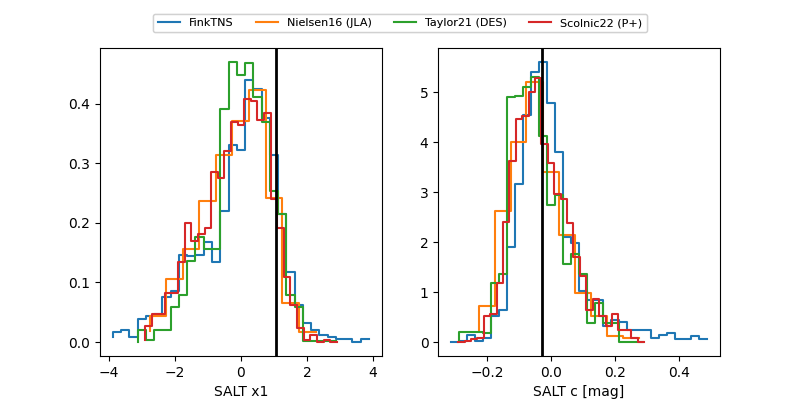 FinkTNS Nielsen16 (JLA) Taylor21 (DES) Scolnic22 (P+)
0.4
0.3
0.2
0.1
0.0
−4 −2 0 2 4
SALT x1
5
4
3
2
1
0
−0.2 0.0 0.2 0.4
SALT c [mag]